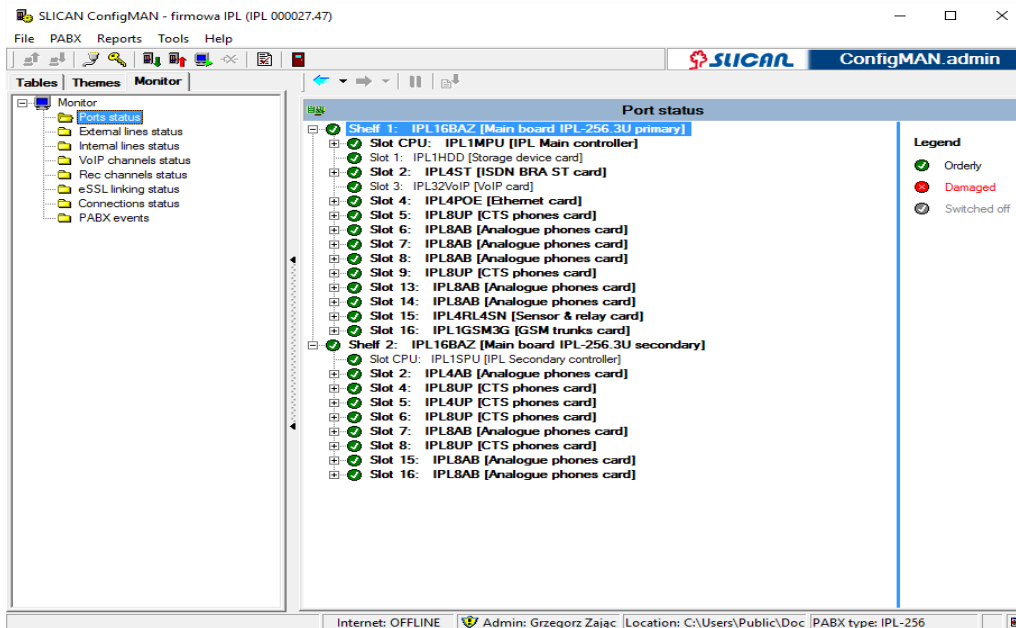 SLICAN ConfigMAN - firmowa IPL (IPL 000027.47)
File PABX Reports Tools Help
SLICAN ConfigMAN.admin
Tables Themes Monitor
Monitor
Ports status
External lines status
Internal lines status
VoIP channels status
Rec channels status
eSSL linking status
Connections status
PABX events
Port status
Shelf 1: IPL16BAZ [Main board IPL-256.3U primary]
Slot CPU: IPL1MPU [IPL Main controller]
Slot 1: IPL1HDD [Storage device card]
Slot 2: IPL4ST [ISDN BRA ST card]
Slot 3: IPL32VoIP [VoIP card]
Slot 4: IPL4POE [Ethernet card]
Slot 5: IPL8UP [CTS phones card]
Slot 6: IPL8AB [Analogue phones card]
Slot 7: IPL8AB [Analogue phones card]
Slot 8: IPL8AB [Analogue phones card]
Slot 9: IPL8UP [CTS phones card]
Slot 13: IPL8AB [Analogue phones card]
Slot 14: IPL8AB [Analogue phones card]
Slot 15: IPL4RL4SN [Sensor & relay card]
Slot 16: IPL1GSM3G [GSM trunks card]
Shelf 2: IPL16BAZ [Main board IPL-256.3U secondary]
Slot CPU: IPL1SPU [IPL Secondary controller]
Slot 2: IPL4AB [Analogue phones card]
Slot 4: IPL8UP [CTS phones card]
Slot 5: IPL4UP [CTS phones card]
Slot 6: IPL8UP [CTS phones card]
Slot 7: IPL8AB [Analogue phones card]
Slot 8: IPL8UP [CTS phones card]
Slot 15: IPL8AB [Analogue phones card]
Slot 16: IPL8AB [Analogue phones card]
Legend
Orderly
Damaged
Switched off
Internet: OFFLINE Admin: Grzegorz Zając Location: C:\Users\Public\Doc PABX type: IPL-256